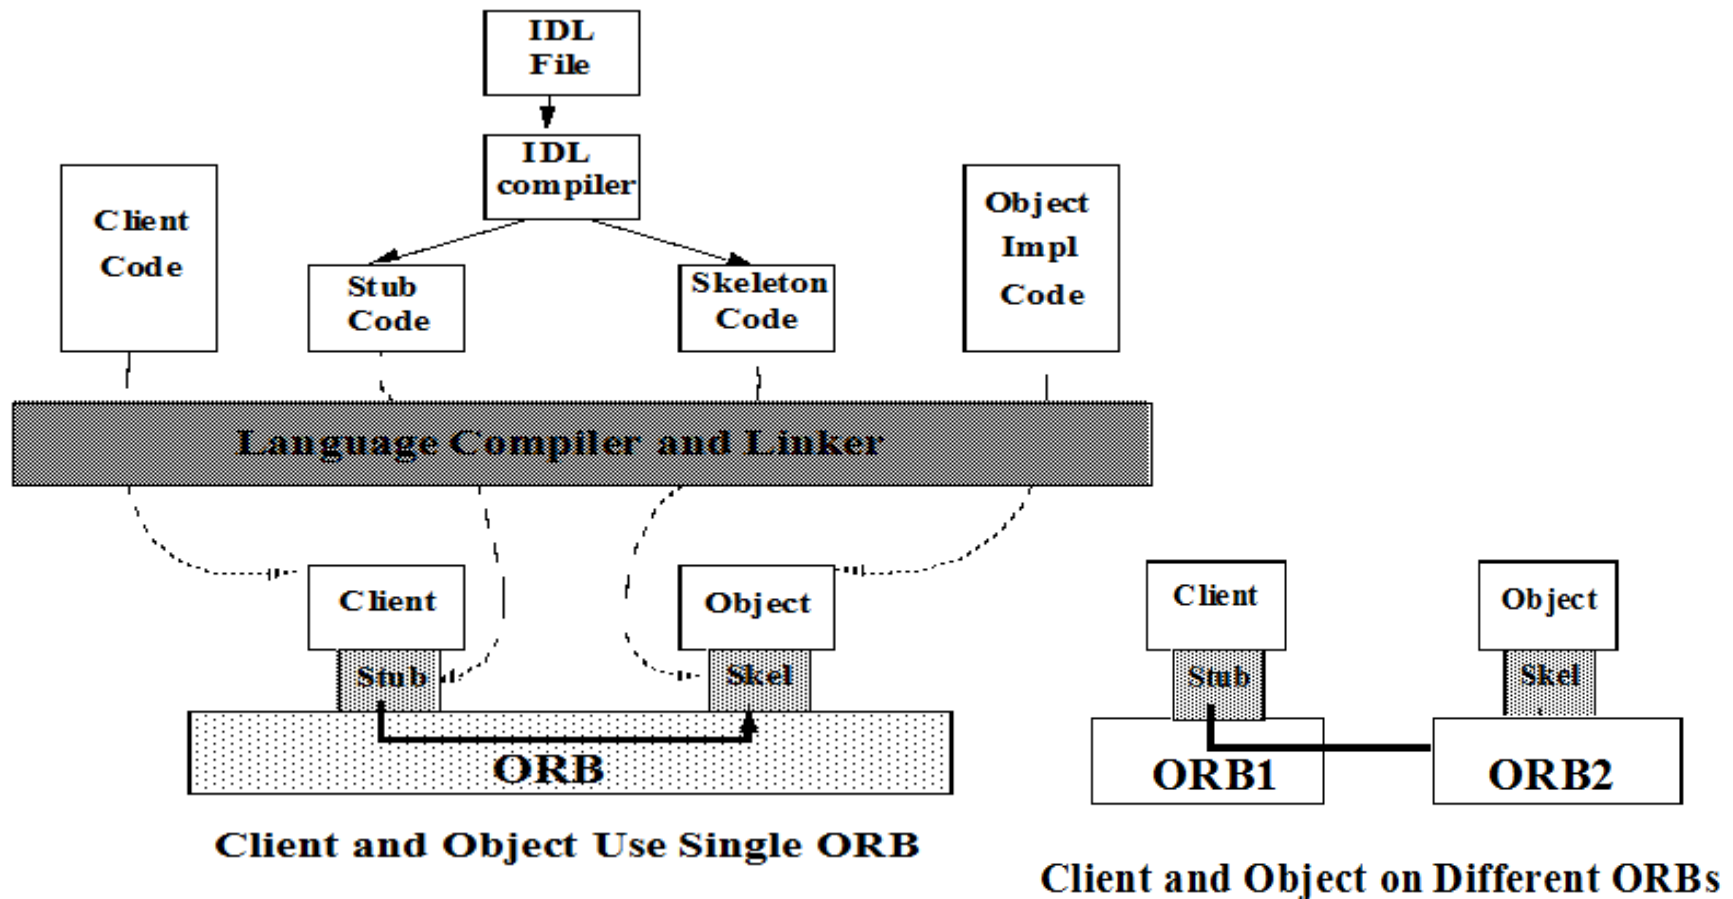 IDL
File
IDL
compiler
Client
Code
Stub
Code
Skeleton
Code
Object
Impl
Code
Language Compiler and Linker
Client
Stub
Object
Skel
ORB
Client and Object Use Single ORB
Client
Stub
ORB1
Object
Skel
ORB2
Client and Object on Different ORBs